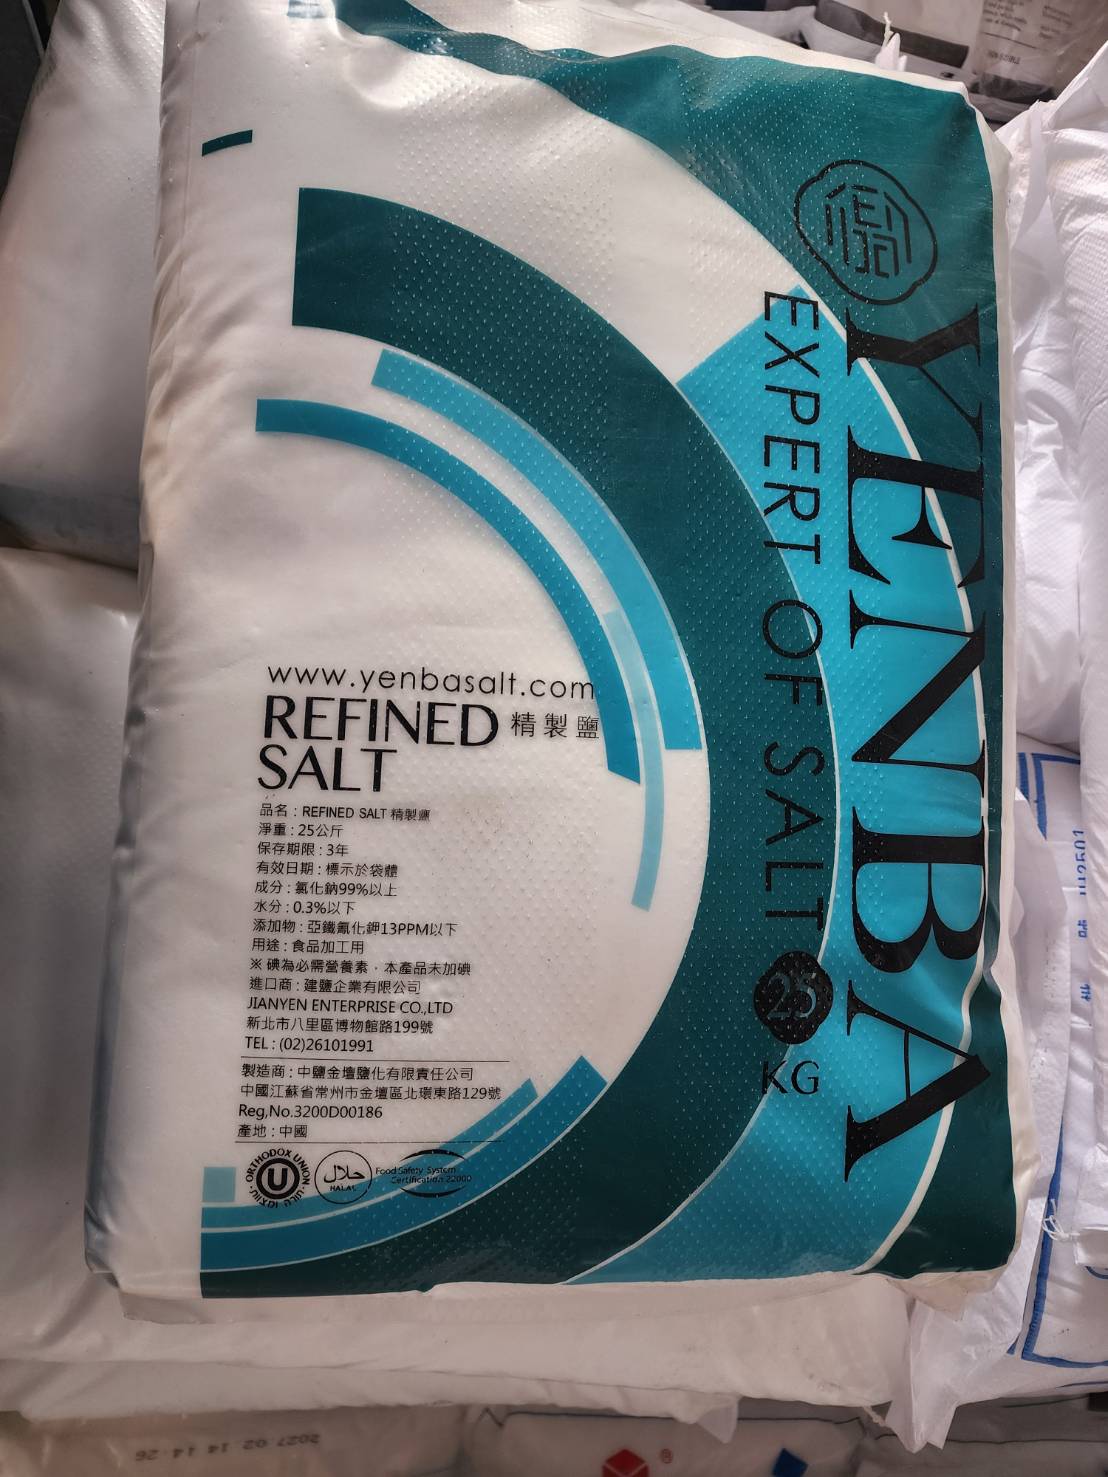 YENBA
EXPERT OF SALT 25 KG
www.yenbasalt.com
REFINED 精製鹽
SALT
品名：REFINED SALT 精製鹽
淨重：25公斤
保存期限：3年
有效日期：標示於袋體
成分：氯化鈉99%以上
水分：0.3%以下
添加物：亞鐵氰化鉀13PPM以下
用途：食品加工用
※ 碘為必需營養素，本產品未加碘
進口商：建鹽企業有限公司
JIANYEN ENTERPRISE CO.,LTD
新北市八里區博物館路199號
TEL：(02)26101991
製造商：中鹽金壇鹽化有限責任公司
中國江蘇省常州市金壇區北環東路129號
Reg,No.3200D00186
產地：中國
ORTHODOX UNION
U
حلال
HALAL
Food Safety System
Certification 22000
2027 02 14 14 26
®